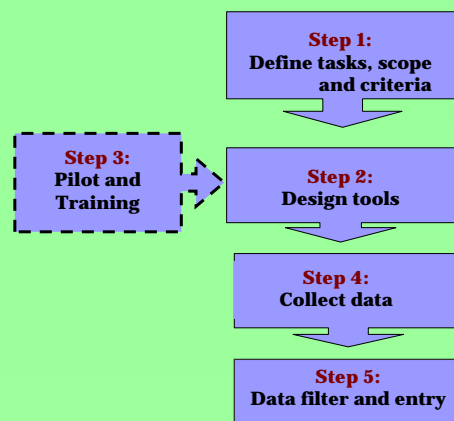 Step 1:
Define tasks, scope
and criteria
Step 3:
Pilot and
Training
Step 2:
Design tools
Step 4:
Collect data
Step 5:
Data filter and entry